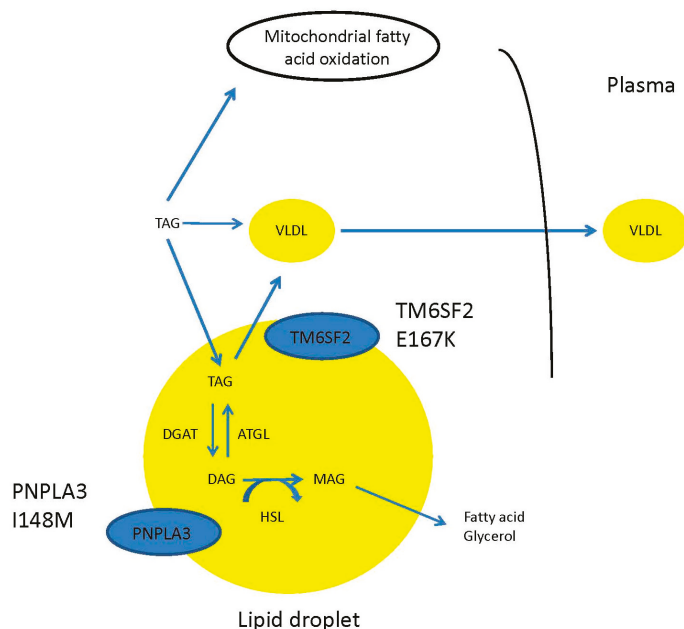 Mitochondrial fatty
acid oxidation
Plasma
TAG
VLDL
VLDL
TM6SF2
TM6SF2
E167K
TAG
DGAT
ATGL
DAG
MAG
HSL
PNPLA3
I148M
PNPLA3
Fatty acid
Glycerol
Lipid droplet